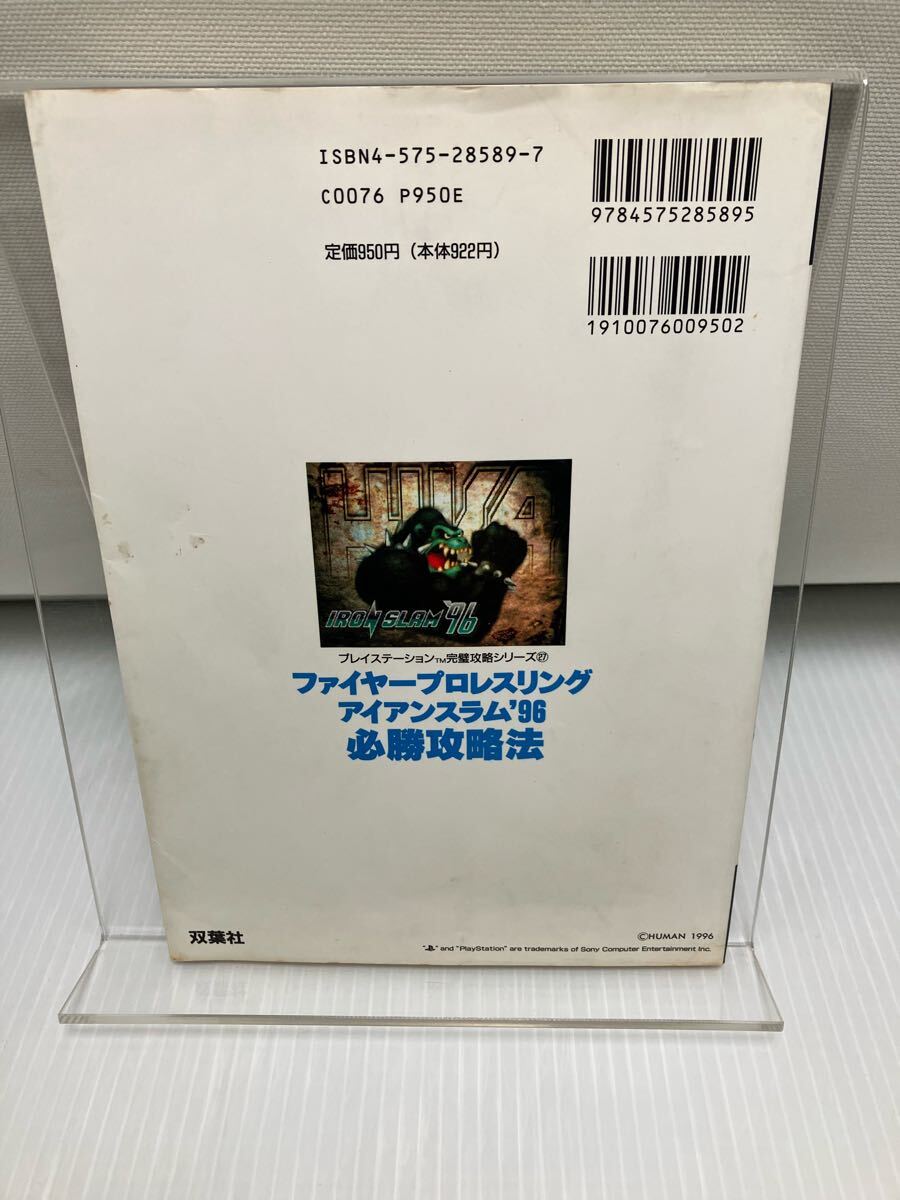 ISBN4-575-28589-7
C0076 P950E
定価950円（本体922円）
9784575285895
1910076009502
IRON SLAM '96
プレイステーション™完璧攻略シリーズ㉗
ファイヤープロレスリング
アイアンスラム'96
必勝攻略法
双葉社
©HUMAN 1996
" " and "PlayStation" are trademarks of Sony Computer Entertainment Inc.